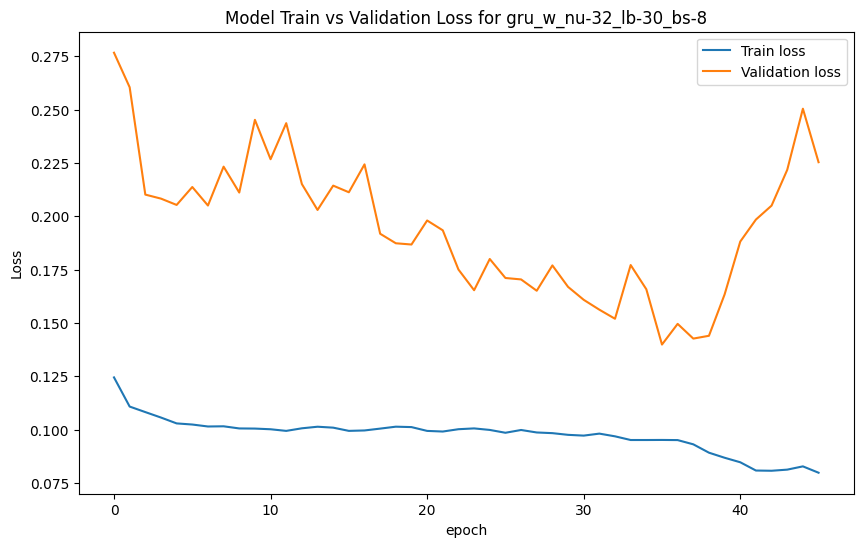 Model Train vs Validation Loss for gru_w_nu-32_lb-30_bs-8
Train loss
Validation loss
0.275
0.250
0.225
0.200
0.175
0.150
0.125
0.100
0.075
Loss
0 10 20 30 40
epoch